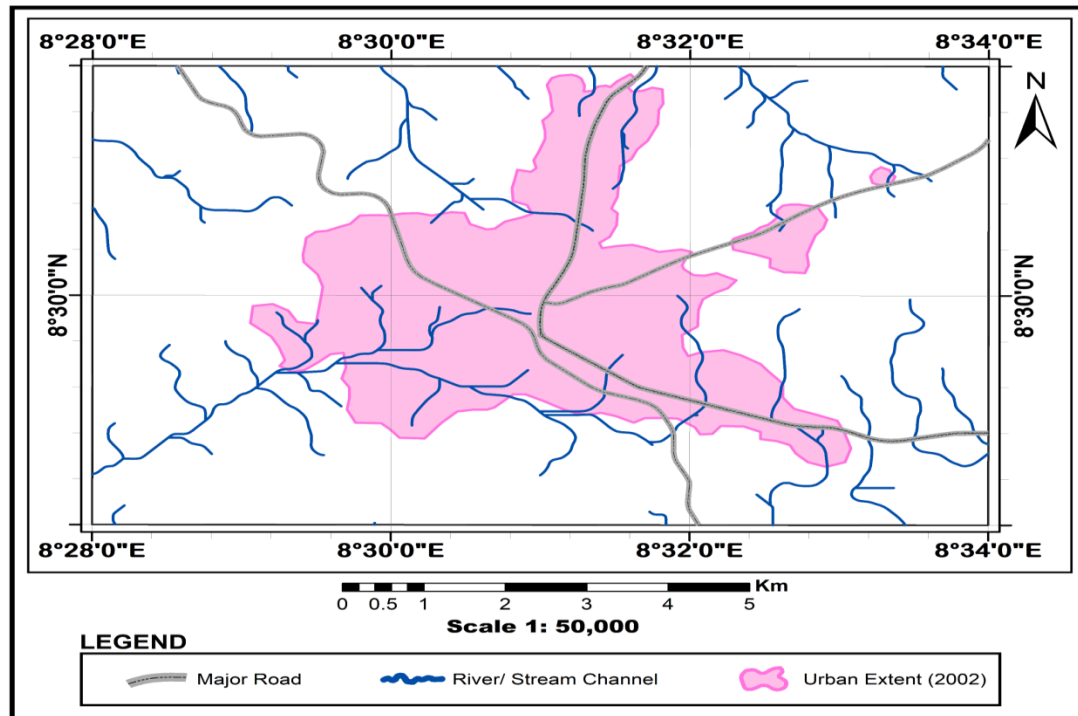 8°28'0"E 8°30'0"E 8°32'0"E 8°34'0"E
N
8°30'0"N 8°30'0"N
8°28'0"E 8°30'0"E 8°32'0"E 8°34'0"E
Km
0 0.5 1 2 3 4 5
Scale 1: 50,000
LEGEND
Major Road River/ Stream Channel Urban Extent (2002)